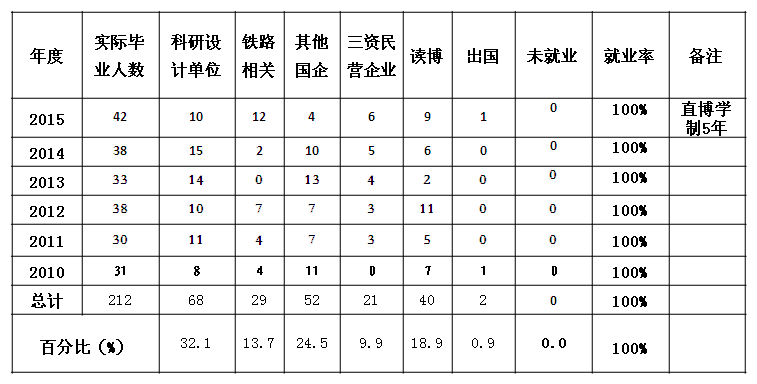 年度 实际毕业人数 科研设计单位 铁路相关 其他国企 三资民营企业 读博 出国 未就业 就业率 备注
2015 42 10 12 4 6 9 1 0 100% 直博学制5年
2014 38 15 2 10 5 6 0 0 100%
2013 33 14 0 13 4 2 0 0 100%
2012 38 10 7 7 3 11 0 0 100%
2011 30 11 4 7 3 5 0 0 100%
2010 31 8 4 11 0 7 1 0 100%
总计 212 68 29 52 21 40 2 0 100%
百分比（%） 32.1 13.7 24.5 9.9 18.9 0.9 0.0 100%